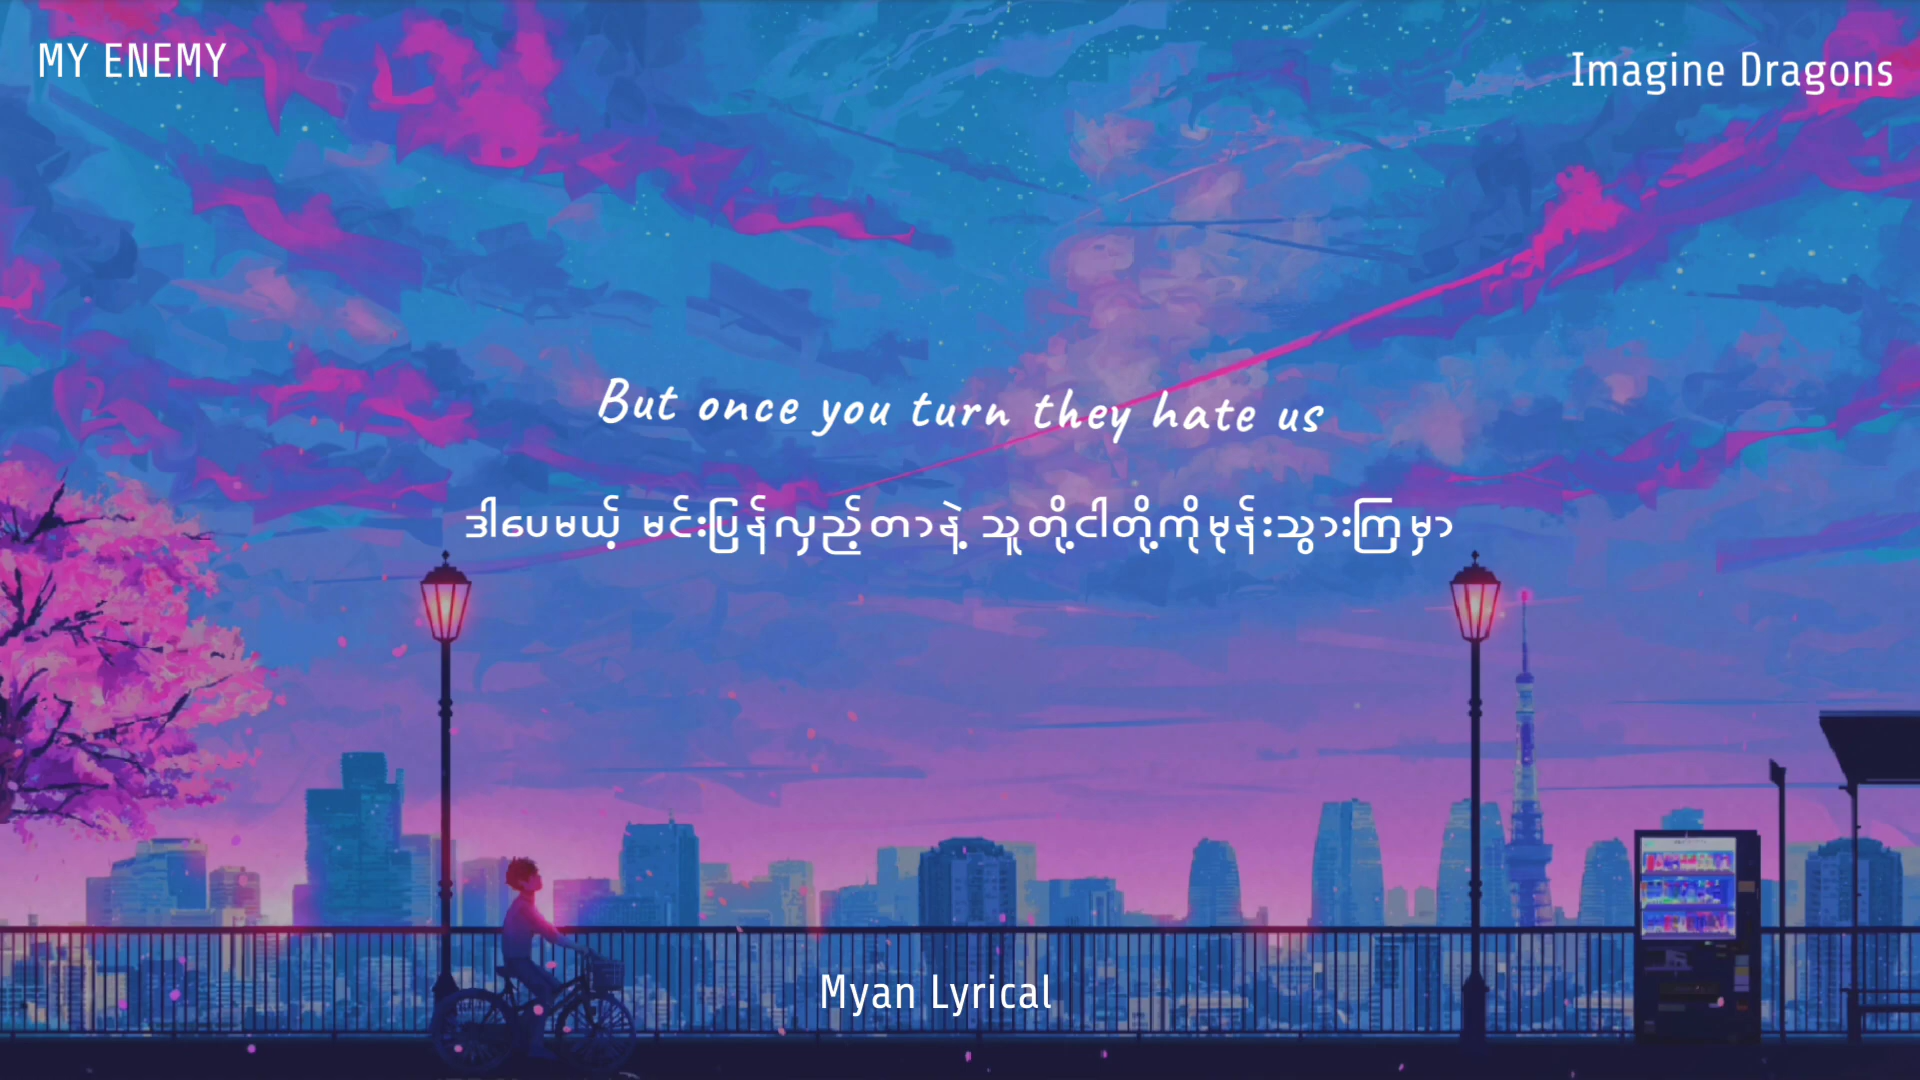 MY ENEMY
Imagine Dragons
But once you turn they hate us
ဒါပေမယ့် မင်းပြန်လှည့်တာနဲ့ သူတို့ငါတို့ကိုမုန်းသွားကြမှာ
Myan Lyrical